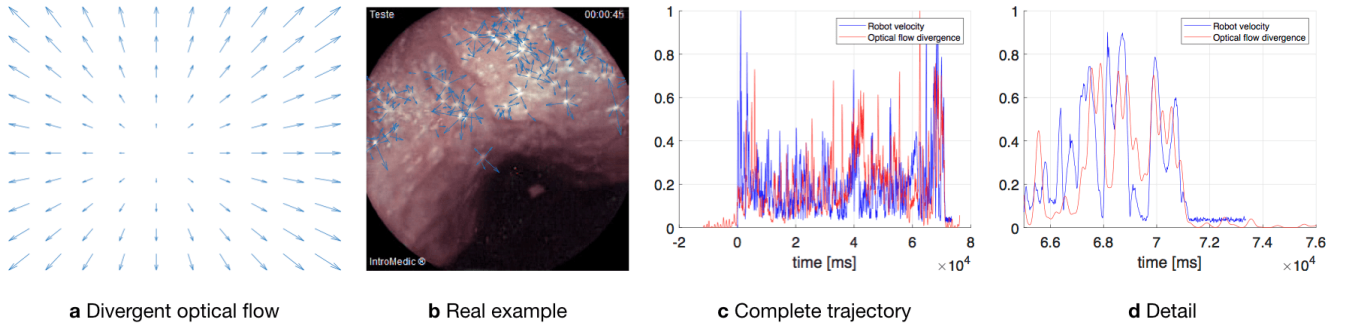 Teste
00:00:45
IntroMedic ®
Robot velocity
Optical flow divergence
1
0.8
0.6
0.4
0.2
0
-2
0
2
4
6
8
time [ms]
×10⁴
Robot velocity
Optical flow divergence
1
0.8
0.6
0.4
0.2
0
6.6
6.8
7
7.2
7.4
7.6
time [ms]
×10⁴
a Divergent optical flow
b Real example
c Complete trajectory
d Detail